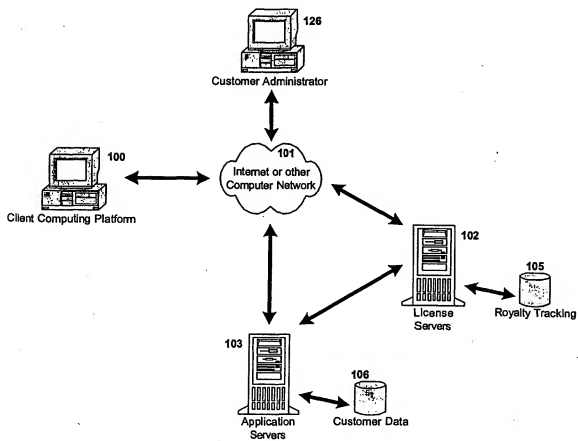 126
Customer Administrator
101
Internet or other
Computer Network
100
Client Computing Platform
102
License
Servers
105
Royalty Tracking
103
Application
Servers
106
Customer Data